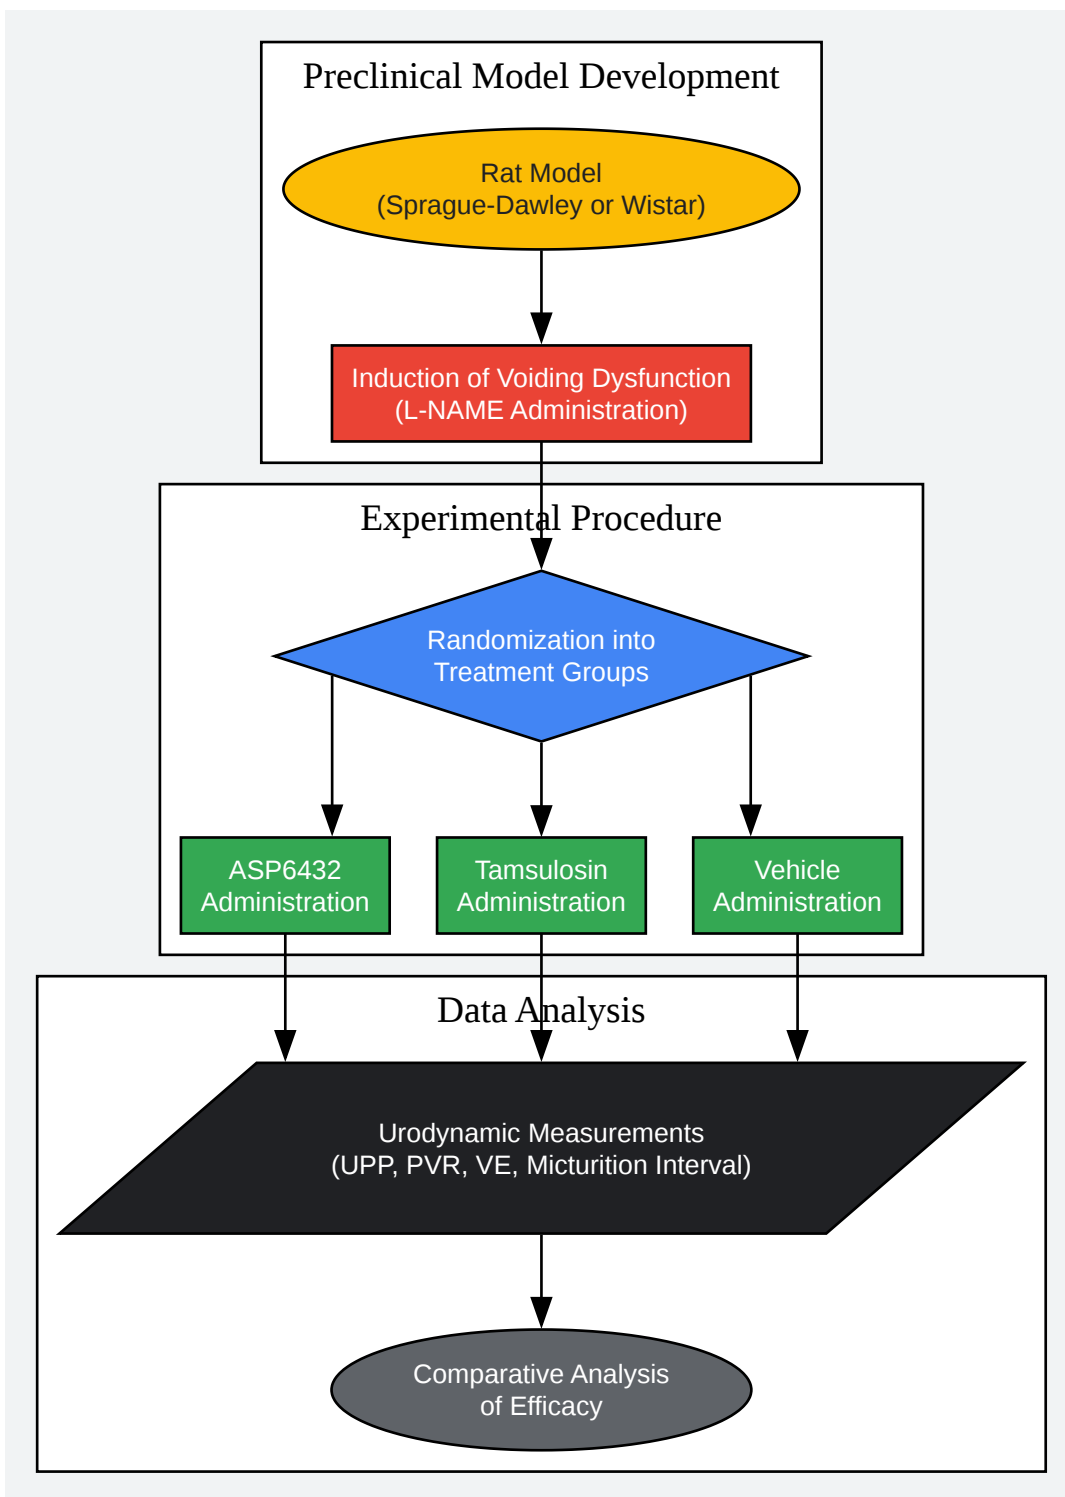 Preclinical Model Development
Rat Model
(Sprague-Dawley or Wistar)
Induction of Voiding Dysfunction
(L-NAME Administration)
Experimental Procedure
Randomization into
Treatment Groups
ASP6432
Administration
Tamsulosin
Administration
Vehicle
Administration
Data Analysis
Urodynamic Measurements
(UPP, PVR, VE, Micturition Interval)
Comparative Analysis
of Efficacy